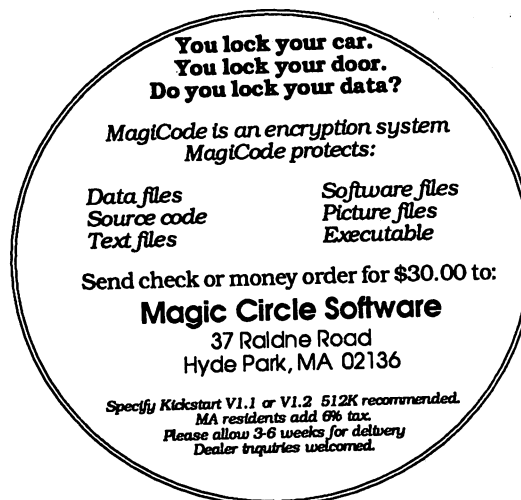 You lock your car.
You lock your door.
Do you lock your data?
MagiCode is an encryption system
MagiCode protects:
Data files
Source code
Text files
Software files
Picture files
Executable
Send check or money order for $30.00 to:
Magic Circle Software
37 Raldne Road
Hyde Park, MA 02136
Specify Kickstart V1.1 or V1.2 512K recommended.
MA residents add 6% tax.
Please allow 3-6 weeks for delivery
Dealer inquiries welcomed.